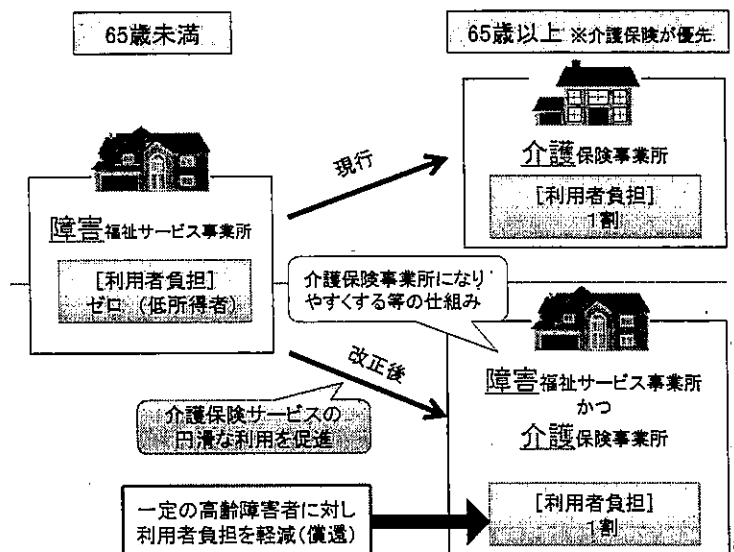 65歳未満
65歳以上 ※介護保険が優先
障害福祉サービス事業所
[利用者負担]
ゼロ (低所得者)
現行
介護保険事業所
[利用者負担]
1割
介護保険事業所になり
やすくする等の仕組み
改正後
介護保険サービスの
円滑な利用を促進
障害福祉サービス事業所
かつ
介護保険事業所
[利用者負担]
1割
一定の高齢障害者に対し
利用者負担を軽減(償還)